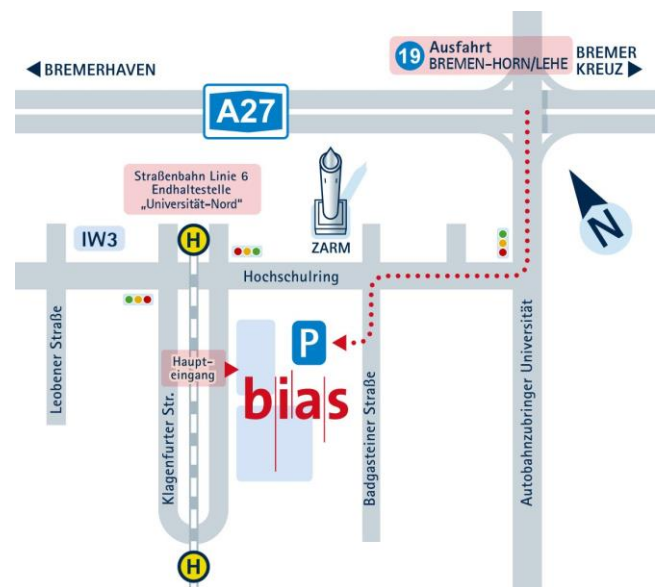 19 Ausfahrt
BREMEN-HORN/LEHE
BREMERHAVEN
BREMER
KREUZ
A27
Straßenbahn Linie 6
Endhaltestelle
„Universität-Nord“
IW3
H
ZARM
N
Hochschulring
Leobener Straße
Klagenfurter Str.
Haupt-
eingang
P
bias
Badgasteiner Straße
Autobahnzubringer Universität
H